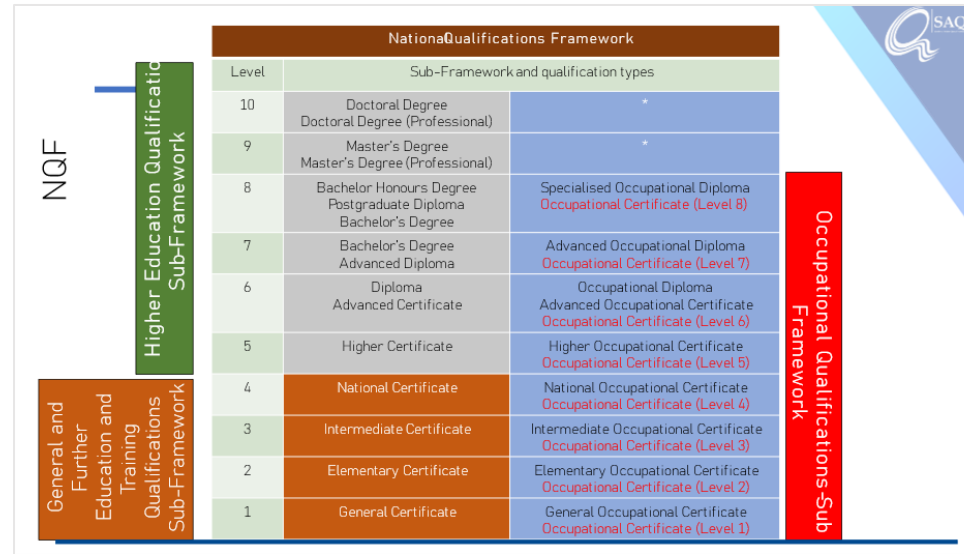 SAQ
NQF
NationalQualifications Framework
Level
Sub-Framework and qualification types
10
Doctoral Degree
Doctoral Degree (Professional)
*
9
Master's Degree
Master's Degree (Professional)
*
8
Bachelor Honours Degree
Postgraduate Diploma
Bachelor's Degree
Specialised Occupational Diploma
Occupational Certificate (Level 8)
7
Bachelor's Degree
Advanced Diploma
Advanced Occupational Diploma
Occupational Certificate (Level 7)
6
Diploma
Advanced Certificate
Occupational Diploma
Advanced Occupational Certificate
Occupational Certificate (Level 6)
5
Higher Certificate
Higher Occupational Certificate
Occupational Certificate (Level 5)
4
National Certificate
National Occupational Certificate
Occupational Certificate (Level 4)
3
Intermediate Certificate
Intermediate Occupational Certificate
Occupational Certificate (Level 3)
2
Elementary Certificate
Elementary Occupational Certificate
Occupational Certificate (Level 2)
1
General Certificate
General Occupational Certificate
Occupational Certificate (Level 1)
Higher Education Qualificatio
Sub-Framework
General and
Further
Education and
Training
Qualifications
Sub-Framework
Occupational Qualifications-Sub
Framework